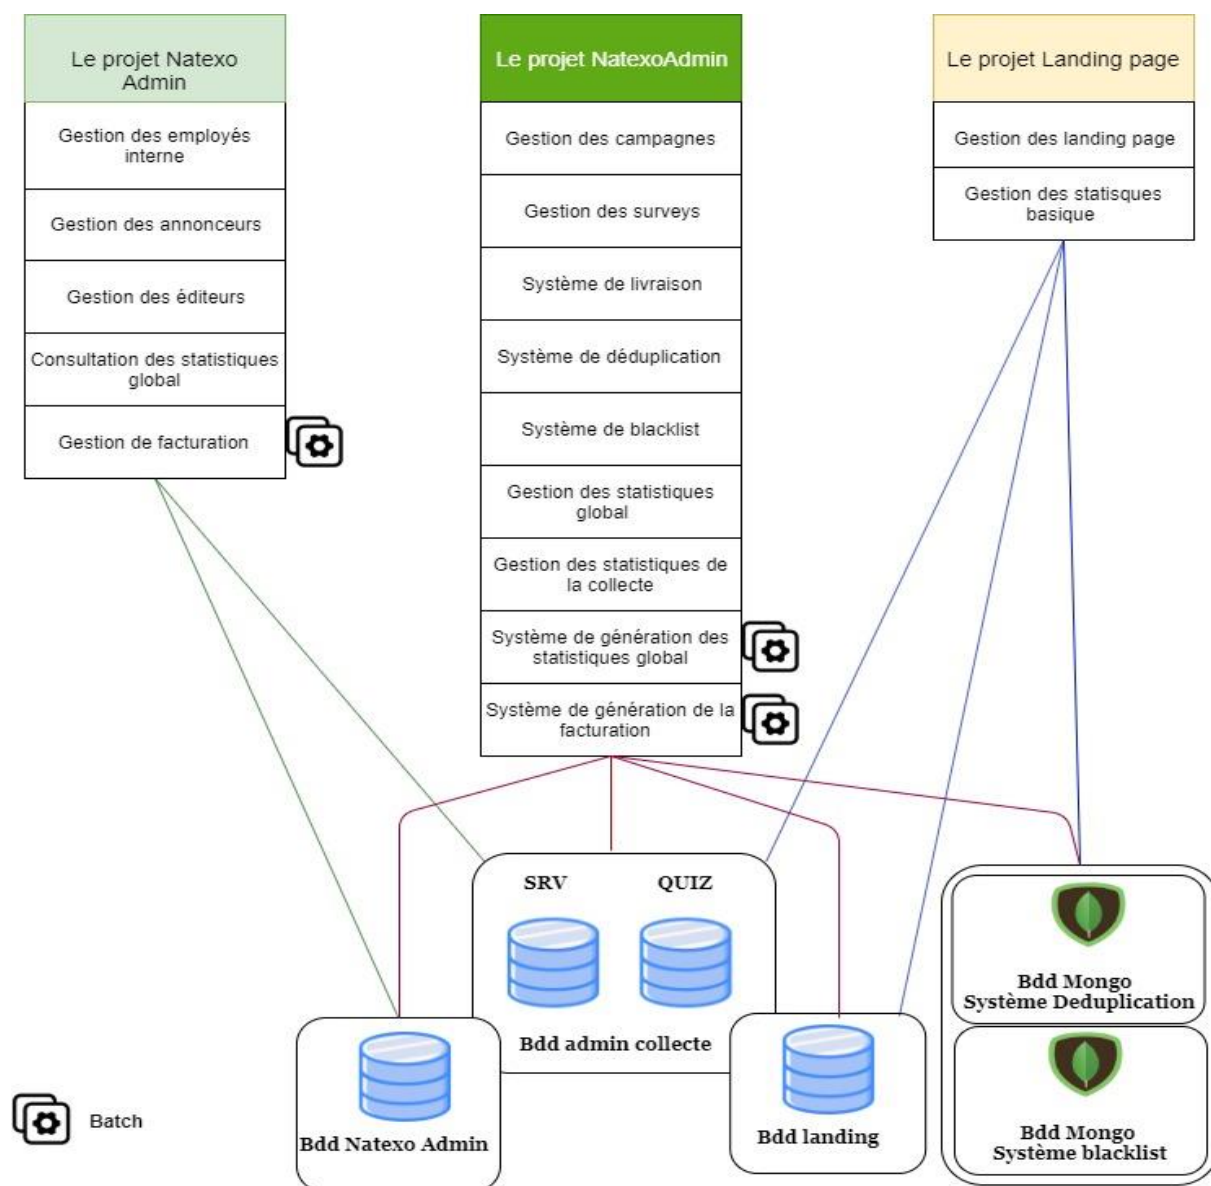 Le projet Natexo
Admin
Gestion des employés
interne
Gestion des annonceurs
Gestion des éditeurs
Consultation des statistiques
global
Gestion de facturation
Le projet NatexoAdmin
Gestion des campagnes
Gestion des surveys
Système de livraison
Système de déduplication
Système de blacklist
Gestion des statistiques
global
Gestion des statistiques de
la collecte
Système de génération des
statistiques global
Système de génération de la
facturation
Le projet Landing page
Gestion des landing page
Gestion des statisques
basique
SRV
QUIZ
Bdd admin collecte
Bdd Natexo Admin
Bdd landing
Bdd Mongo
Système Deduplication
Bdd Mongo
Système blacklist
Batch